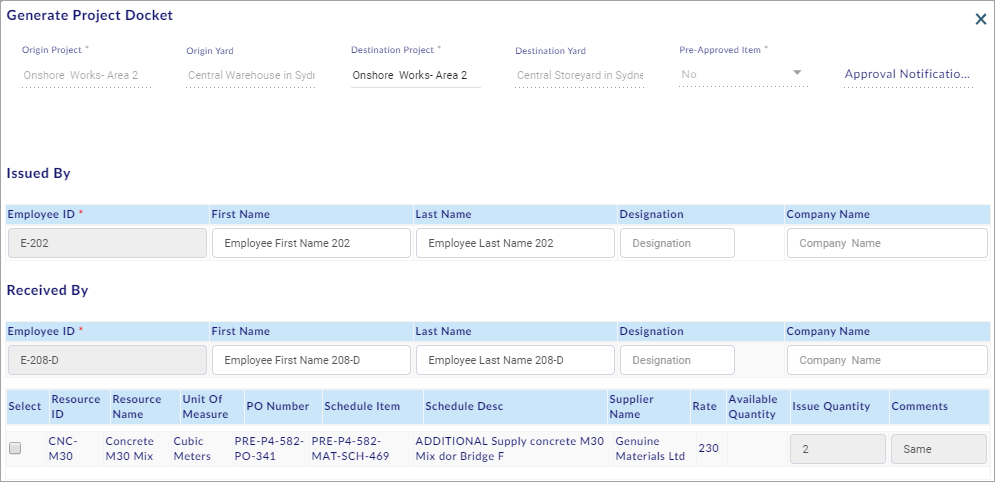 Generate Project Docket
Origin Project * Origin Yard Destination Project * Destination Yard Pre-Approved Item *
Onshore Works- Area 2 Central Warehouse in Sydn Onshore Works- Area 2 Central Storeyard in Sydne No Approval Notificatio...
Issued By
Employee ID * First Name Last Name Designation Company Name
E-202 Employee First Name 202 Employee Last Name 202 Designation Company Name
Received By
Employee ID * First Name Last Name Designation Company Name
E-208-D Employee First Name 208-D Employee Last Name 208-D Designation Company Name
Select Resource ID Resource Name Unit Of Measure PO Number Schedule Item Schedule Desc Supplier Name Rate Available Quantity Issue Quantity Comments
CNC- Concrete Cubic PRE-P4-582- PRE-P4-582- ADDITIONAL Supply concrete M30 Genuine 230 2 Same
M30 M30 Mix Meters PO-341 MAT-SCH-469 Mix dor Bridge F Materials Ltd